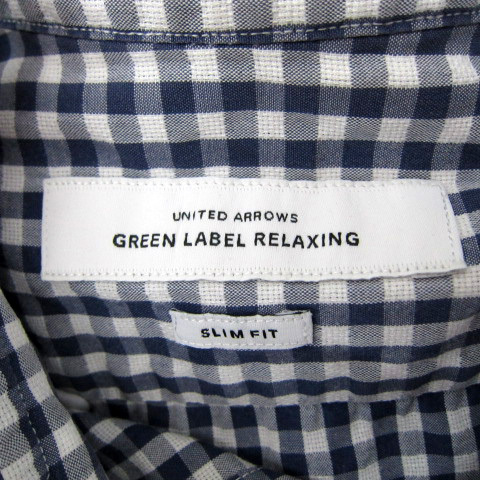 UNITED ARROWS
GREEN LABEL RELAXING
SLIM FIT